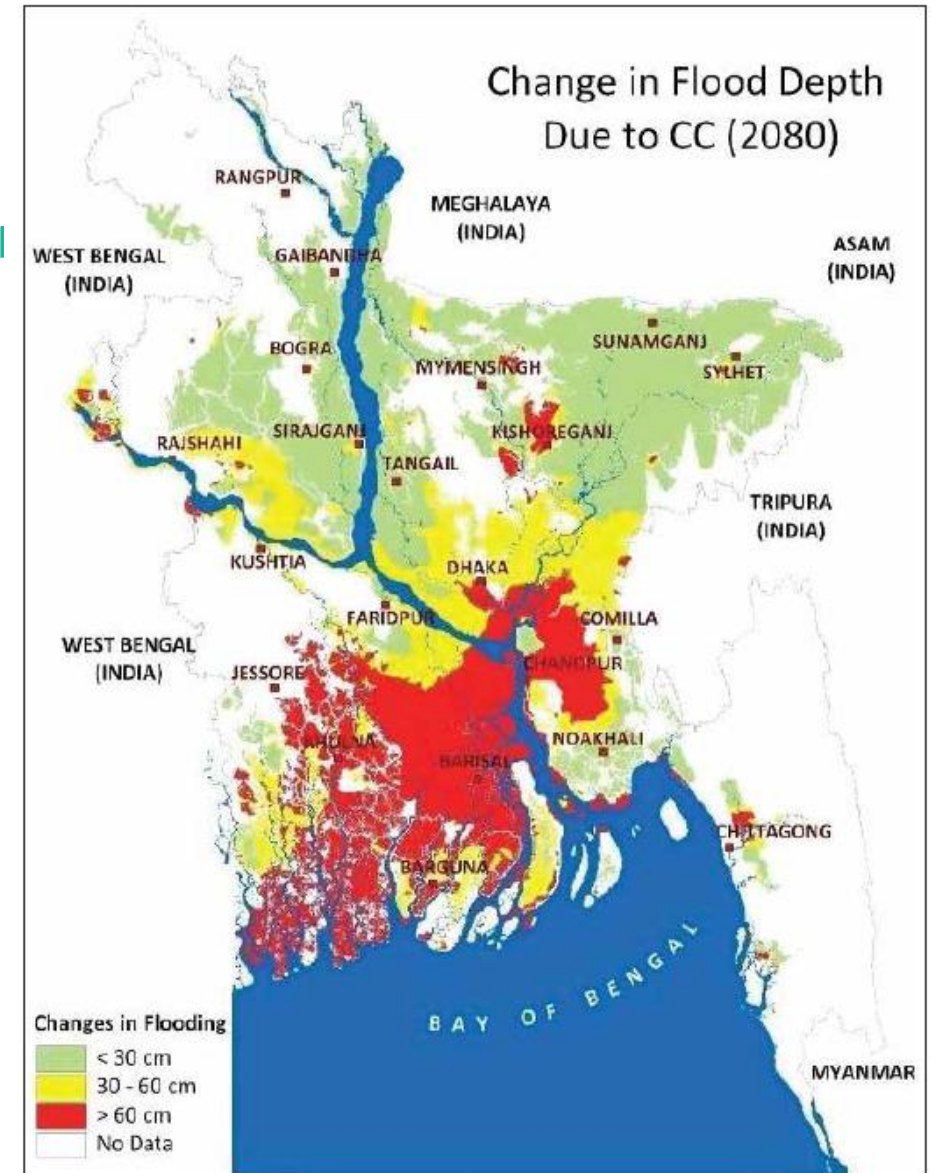 Change in Flood Depth
Due to CC (2080)
RANGPUR
MEGHALAYA
(INDIA)
ASAM
(INDIA)
WEST BENGAL
(INDIA)
GAIBANDHA
SUNAMGANJ
BOGRA
MYMENSINGH
SYLHET
RAJSHAHI
SIRAJGANJ
KISHOREGANJ
TANGAIL
TRIPURA
(INDIA)
KUSHTIA
DHAKA
FARIDPUR
COMILLA
WEST BENGAL
(INDIA)
JESSORE
CHANDPUR
KHULNA
NOAKHALI
BARISAL
CHITTAGONG
BARGUNA
BAY OF BENGAL
Changes in Flooding
< 30 cm
30 - 60 cm
> 60 cm
No Data
MYANMAR